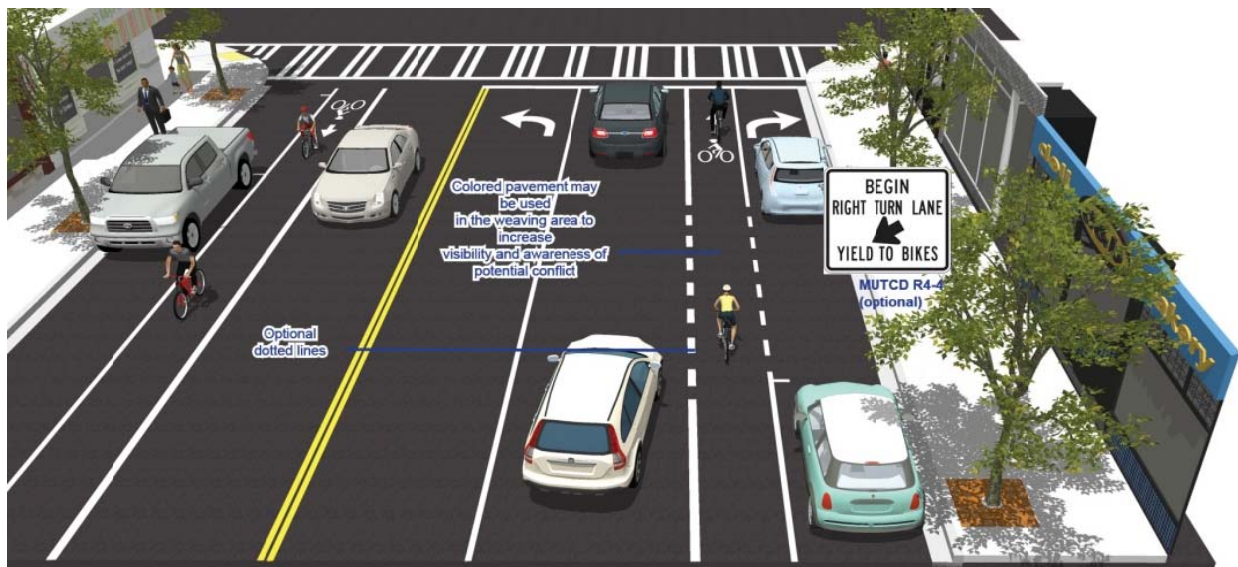 Colored pavement may
be used
in the weaving area to
increase
visibility and awareness of
potential conflict
Optional
dotted lines
BEGIN
RIGHT TURN LANE
YIELD TO BIKES
MUTCD R4-4
(optional)